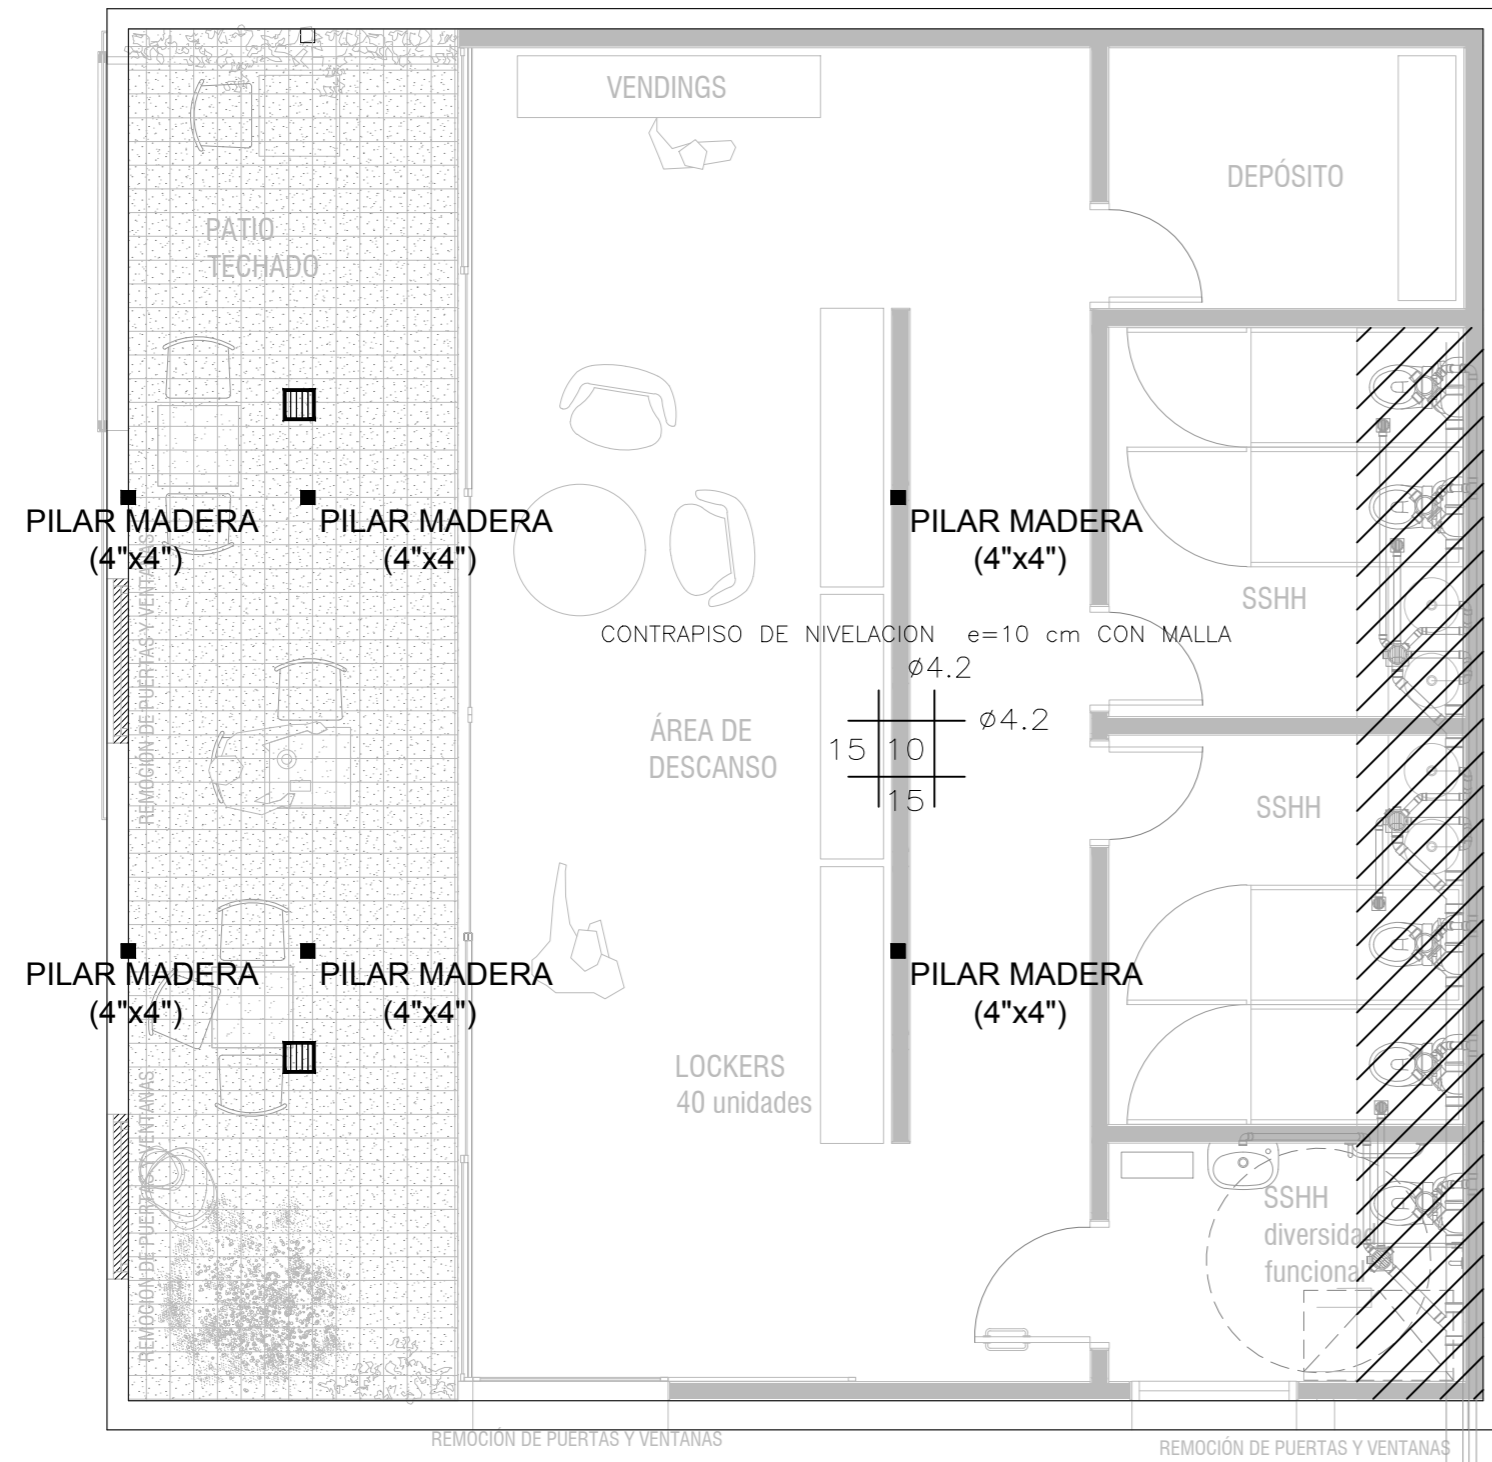 VENDINGS
DEPÓSITO
PATIO
TECHADO
PILAR MADERA
(4"x4")
PILAR MADERA
(4"x4")
PILAR MADERA
(4"x4")
REMOCIÓN DE PUERTAS Y VENTANAS
SSHH
CONTRAPISO DE NIVELACION e=10 cm CON MALLA
ø4.2
ø4.2
15 10
15
ÁREA DE
DESCANSO
SSHH
PILAR MADERA
(4"x4")
PILAR MADERA
(4"x4")
PILAR MADERA
(4"x4")
LOCKERS
40 unidades
REMOCIÓN DE PUERTAS Y VENTANAS
SSHH
diversidad
funcional
REMOCIÓN DE PUERTAS Y VENTANAS
REMOCIÓN DE PUERTAS Y VENTANAS